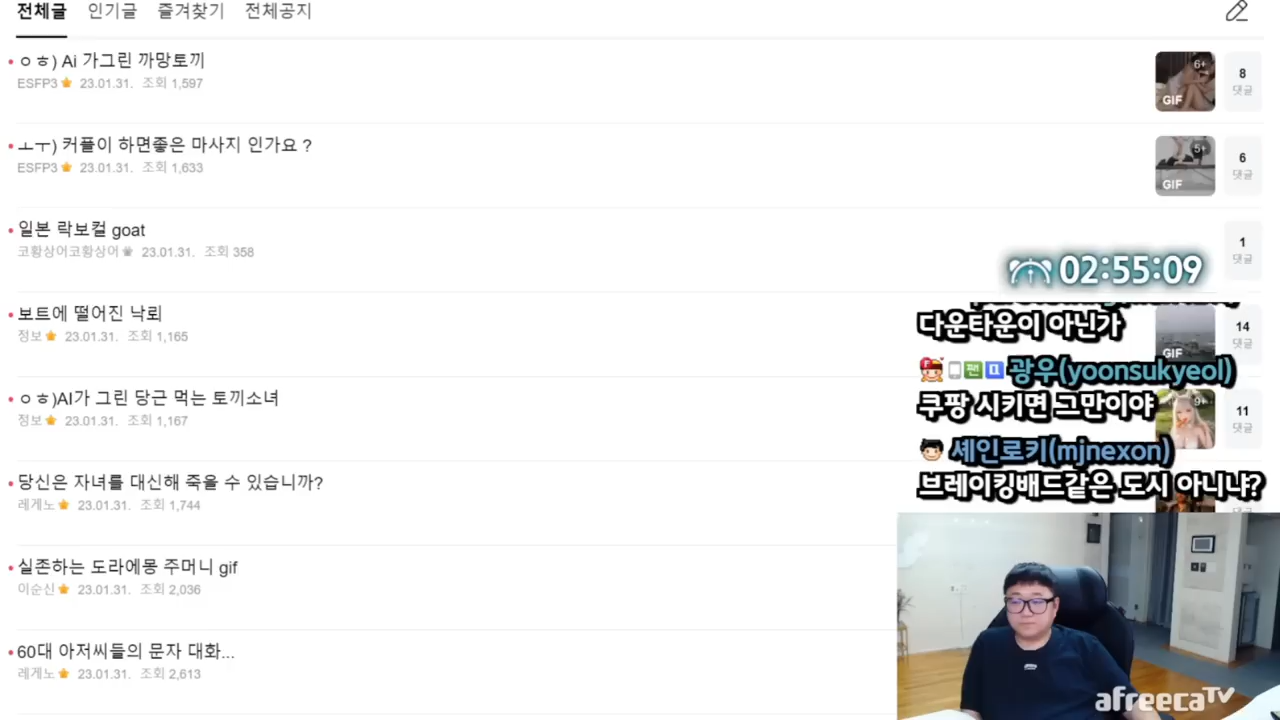 전체글 인기글 즐겨찾기 전체공지
ㅇㅎ) Ai 가그린 까망토끼
ESFP3 23.01.31. 조회 1,597
6+
GIF
8
댓글
ㅗㅜ) 커플이 하면좋은 마사지 인가요 ?
ESFP3 23.01.31. 조회 1,633
5+
GIF
6
댓글
일본 락보컬 goat
코황상어코황상어 23.01.31. 조회 358
1
댓글
02:55:09
보트에 떨어진 낙뢰
정보 23.01.31. 조회 1,165
다운타운이 아닌가
GIF
14
댓글
광우(yoonsukyeol)
ㅇㅎ)AI가 그린 당근 먹는 토끼소녀
정보 23.01.31. 조회 1,167
쿠팡 시키면 그만이야
9+
11
댓글
셰인로키(mjnexon)
당신은 자녀를 대신해 죽을 수 있습니까?
레게노 23.01.31. 조회 1,744
브레이킹배드같은 도시 아니냐?
실존하는 도라에몽 주머니 gif
이순신 23.01.31. 조회 2,036
60대 아저씨들의 문자 대화...
레게노 23.01.31. 조회 2,613
afreecaTV